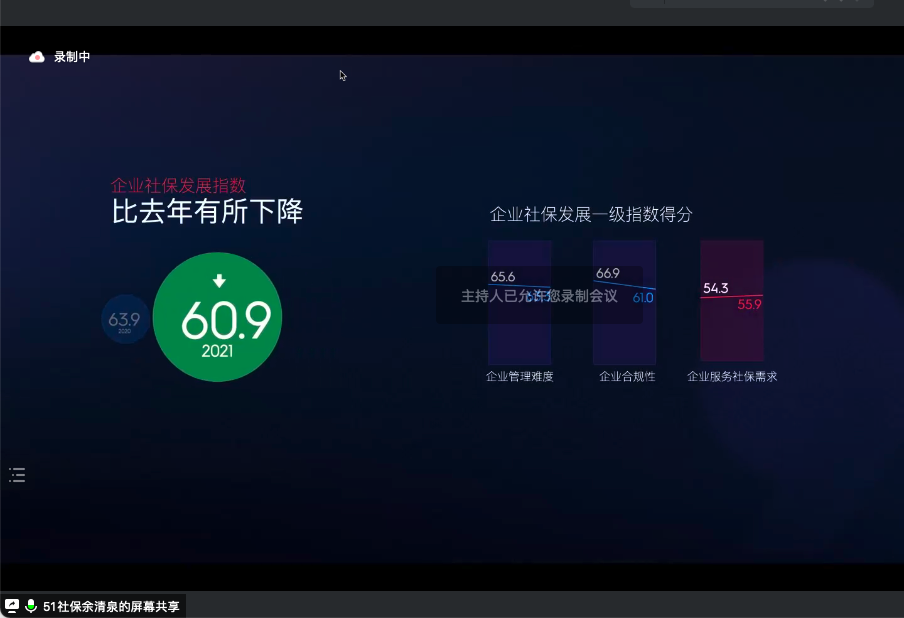 录制中
企业社保发展指数
比去年有所下降
63.9
2020
60.9
2021
企业社保发展一级指数得分
65.6
66.9
61.0
54.3
55.9
主持人已允许您录制会议
企业管理难度
企业合规性
企业服务社保需求
51社保余清泉的屏幕共享